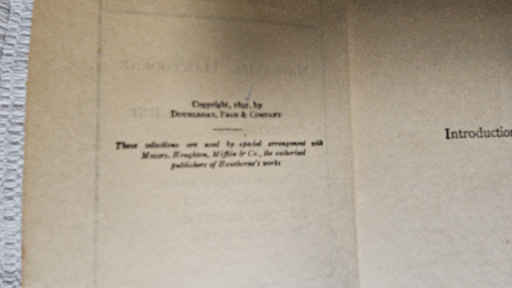 Copyright, by
DOUBLEDAY, PAGE & COMPANY
These selections are used by special arrangement with
Messrs. Houghton, Mifflin & Co., the authorized
publishers of Hawthorne's works
Introduction